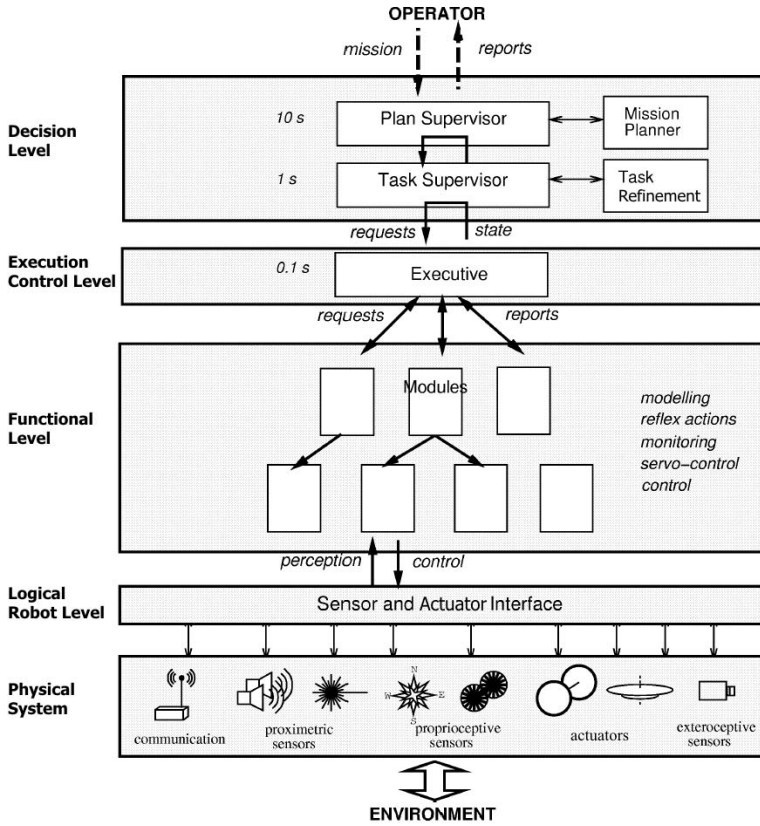 OPERATOR
mission
reports
Decision
Level
10 s
Plan Supervisor
Mission
Planner
1 s
Task Supervisor
Task
Refinement
requests
state
Execution
Control Level
0.1 s
Executive
requests
reports
Functional
Level
Modules
modelling
reflex actions
monitoring
servo-control
control
perception
control
Logical
Robot Level
Sensor and Actuator Interface
Physical
System
N
W
E
S
communication
proximetric
sensors
proprioceptive
sensors
actuators
exteroceptive
sensors
ENVIRONMENT